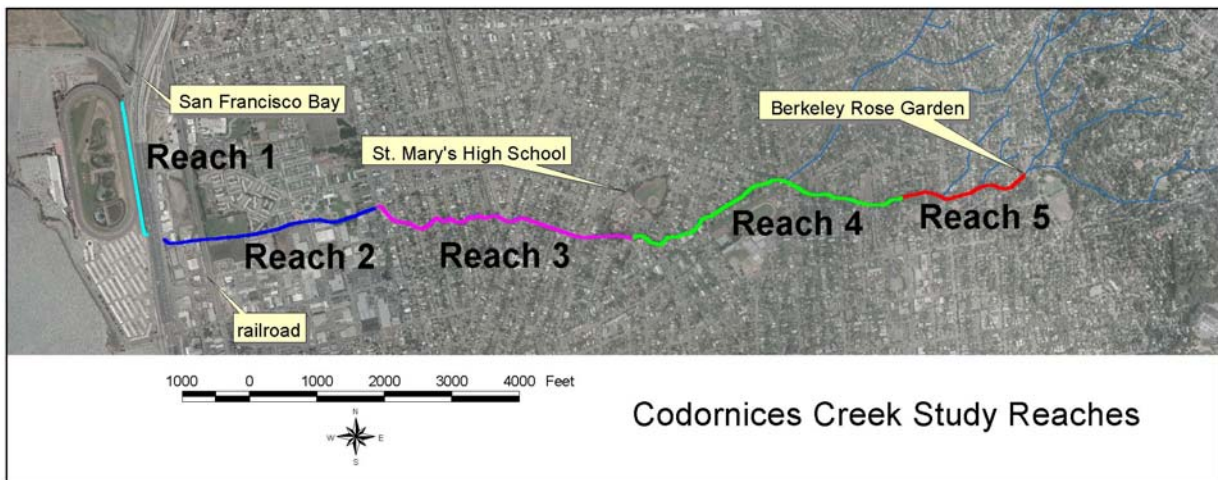 San Francisco Bay
Berkeley Rose Garden
Reach 1
St. Mary's High School
Reach 4
Reach 5
Reach 2
Reach 3
railroad
1000 0 1000 2000 3000 4000 Feet
N
W E
S
Codornices Creek Study Reaches